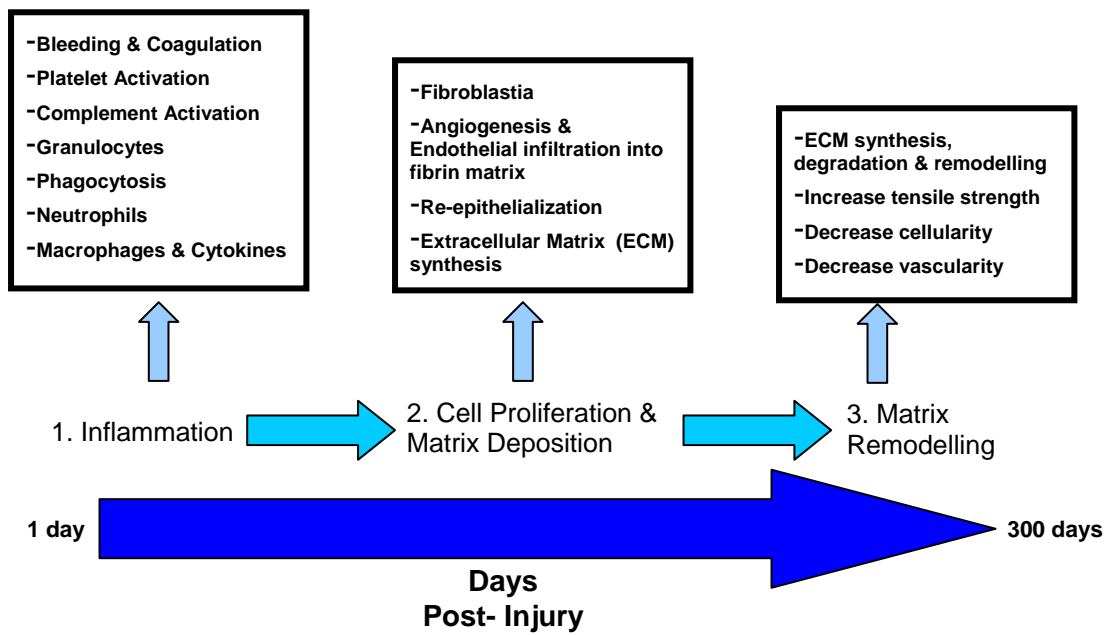 -Bleeding & Coagulation
-Platelet Activation
-Complement Activation
-Granulocytes
-Phagocytosis
-Neutrophils
-Macrophages & Cytokines
-Fibroblastia
-Angiogenesis &
Endothelial infiltration into
fibrin matrix
-Re-epithelialization
-Extracellular Matrix (ECM)
synthesis
-ECM synthesis,
degradation & remodelling
-Increase tensile strength
-Decrease cellularity
-Decrease vascularity
1. Inflammation
2. Cell Proliferation &
Matrix Deposition
3. Matrix
Remodelling
1 day
300 days
Days
Post- Injury